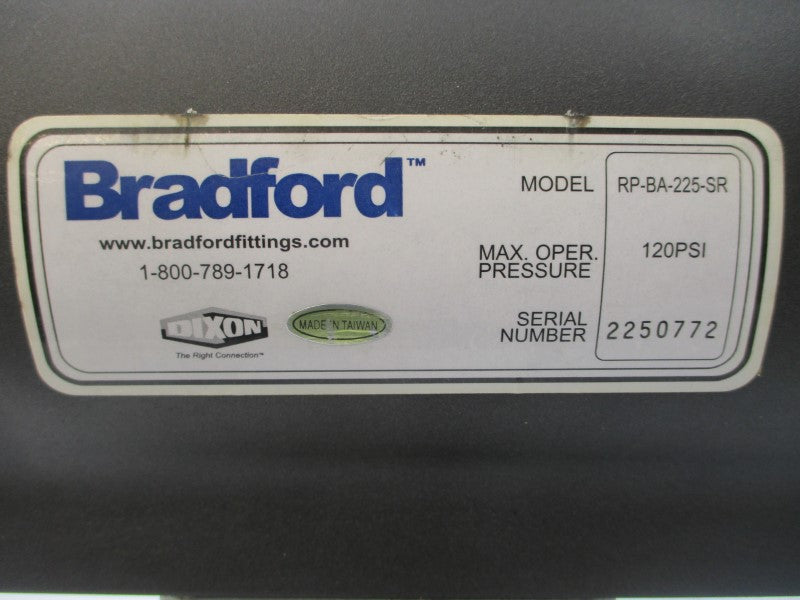 Bradford™
www.bradfordfittings.com
1-800-789-1718
DIXON
The Right Connection™
MADE IN TAIWAN
MODEL RP-BA-225-SR
MAX. OPER. PRESSURE 120PSI
SERIAL NUMBER 2250772